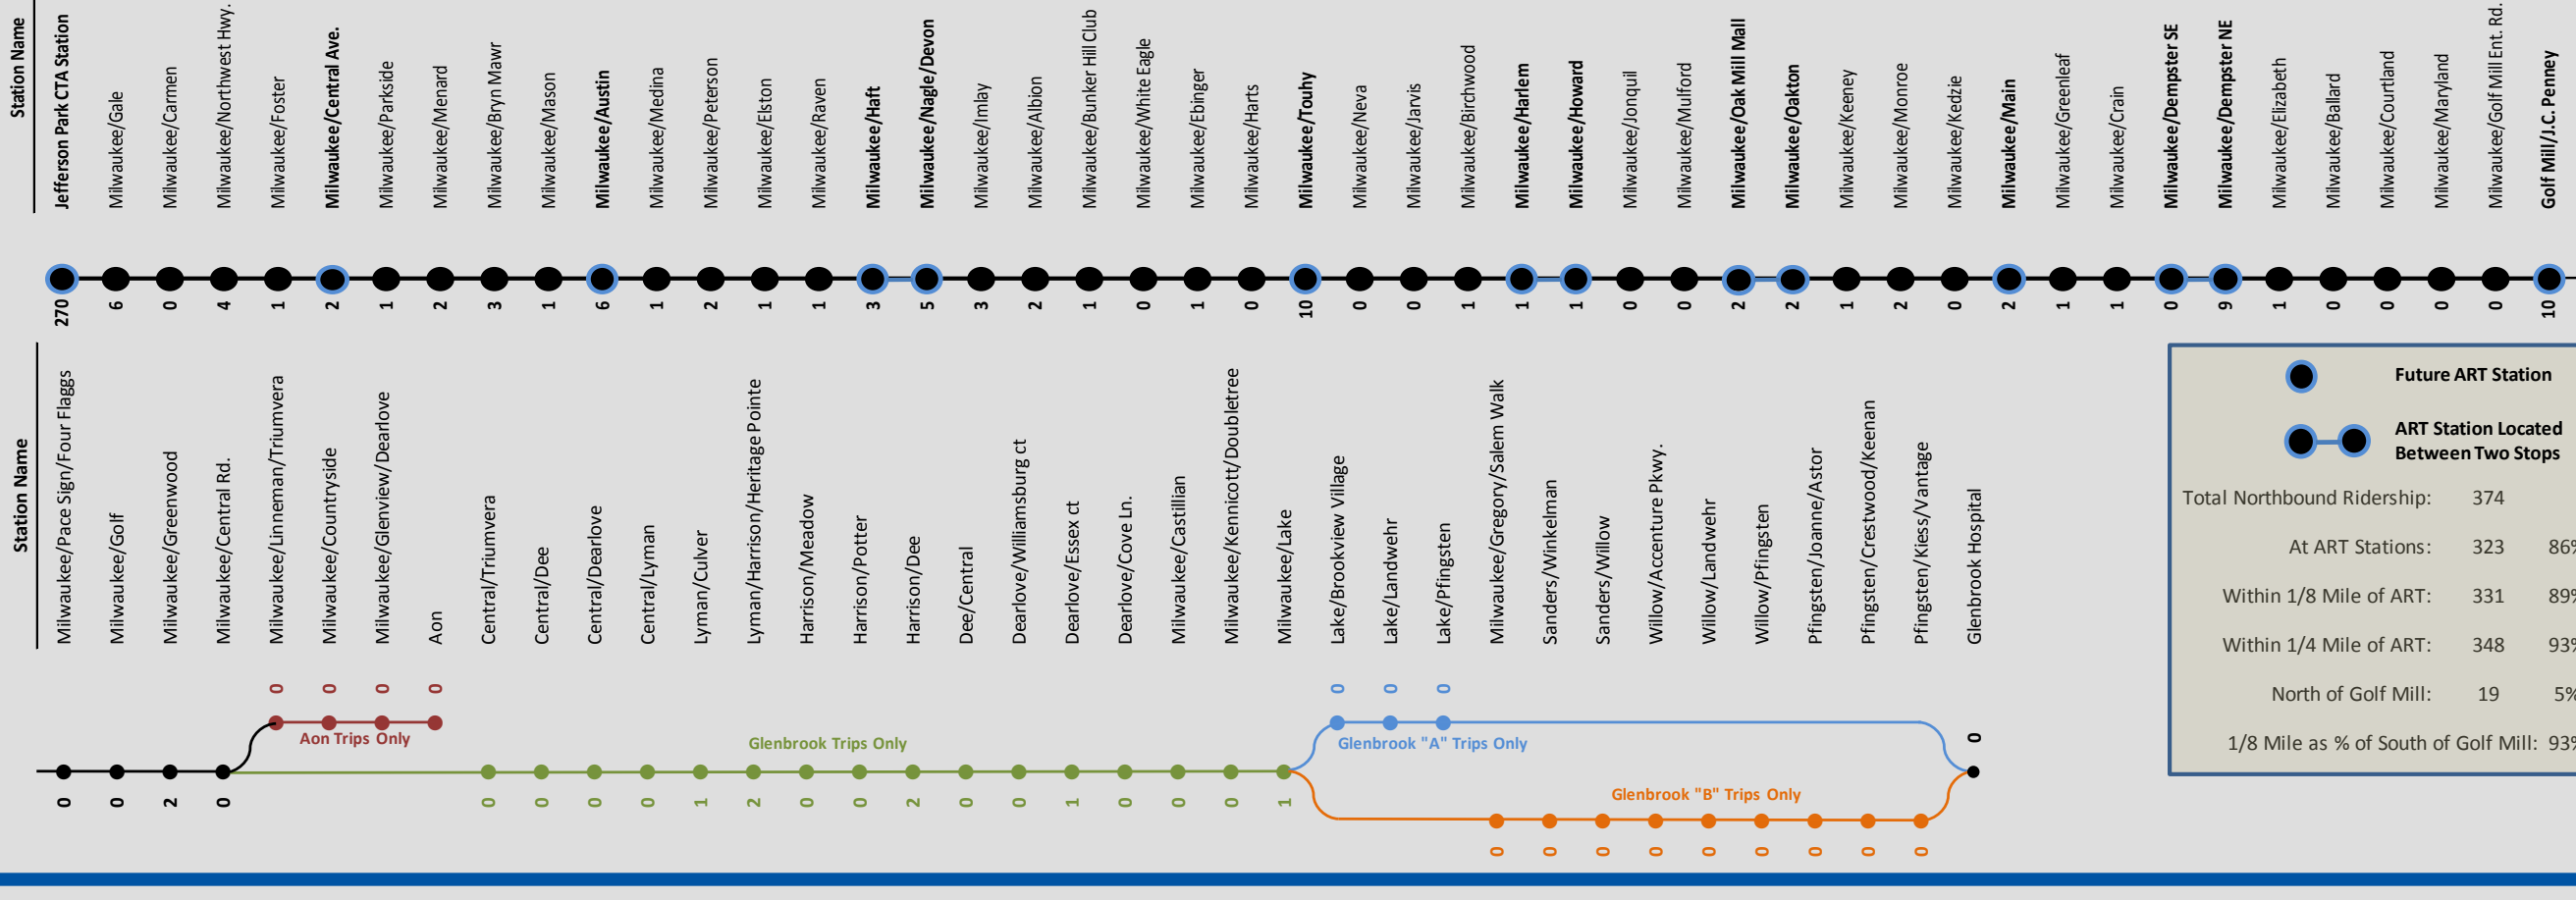 Station Name
Jefferson Park CTA Station
Milwaukee/Gale
Milwaukee/Carmen
Milwaukee/Northwest Hwy.
Milwaukee/Foster
Milwaukee/Central Ave.
Milwaukee/Parkside
Milwaukee/Menard
Milwaukee/Bryn Mawr
Milwaukee/Mason
Milwaukee/Austin
Milwaukee/Medina
Milwaukee/Peterson
Milwaukee/Elston
Milwaukee/Raven
Milwaukee/Haft
Milwaukee/Nagle/Devon
Milwaukee/Imlay
Milwaukee/Albion
Milwaukee/Bunker Hill Club
Milwaukee/White Eagle
Milwaukee/Ebinger
Milwaukee/Harts
Milwaukee/Touhy
Milwaukee/Neva
Milwaukee/Jarvis
Milwaukee/Birchwood
Milwaukee/Harlem
Milwaukee/Howard
Milwaukee/Jonquil
Milwaukee/Mulford
Milwaukee/Oak Mill Mall
Milwaukee/Oakton
Milwaukee/Keeney
Milwaukee/Monroe
Milwaukee/Kedzie
Milwaukee/Main
Milwaukee/Greenleaf
Milwaukee/Crain
Milwaukee/Dempster SE
Milwaukee/Dempster NE
Milwaukee/Elizabeth
Milwaukee/Ballard
Milwaukee/Courtland
Milwaukee/Maryland
Milwaukee/Golf Mill Ent. Rd.
Golf Mill/J.C. Penney
270
6
0
4
1
2
1
2
3
1
6
1
2
1
1
3
5
3
2
1
0
1
0
10
0
0
1
1
1
0
0
2
2
1
2
0
2
1
1
0
9
1
0
0
0
0
10
Station Name
Milwaukee/Pace Sign/Four Flaggs
Milwaukee/Golf
Milwaukee/Greenwood
Milwaukee/Central Rd.
Milwaukee/Linneman/Triumvera
Milwaukee/Countryside
Milwaukee/Glenview/Dearlove
Aon
Central/Triumvera
Central/Dee
Central/Dearlove
Central/Lyman
Lyman/Culver
Lyman/Harrison/Heritage Pointe
Harrison/Meadow
Harrison/Potter
Harrison/Dee
Dee/Central
Dearlove/Williamsburg ct
Dearlove/Essex ct
Dearlove/Cove Ln.
Milwaukee/Castillian
Milwaukee/Kennicott/Doubletree
Milwaukee/Lake
Lake/Brookview Village
Lake/Landwehr
Lake/Pfingsten
Milwaukee/Gregory/Salem Walk
Sanders/Winkelman
Sanders/Willow
Willow/Accenture Pkwy.
Willow/Landwehr
Willow/Pfingsten
Pfingsten/Joanne/Astor
Pfingsten/Crestwood/Keenan
Pfingsten/Kiess/Vantage
Glenbrook Hospital
0
0
0
0
Aon Trips Only
Glenbrook Trips Only
0
0
0
Glenbrook "A" Trips Only
0
0
0
2
0
0
0
0
0
1
2
0
0
2
0
0
1
0
0
0
1
Glenbrook "B" Trips Only
0
0
0
0
0
0
0
0
0
Future ART Station
ART Station Located
Between Two Stops
Total Northbound Ridership: 374
At ART Stations: 323 86%
Within 1/8 Mile of ART: 331 89%
Within 1/4 Mile of ART: 348 93%
North of Golf Mill: 19 5%
1/8 Mile as % of South of Golf Mill: 93%